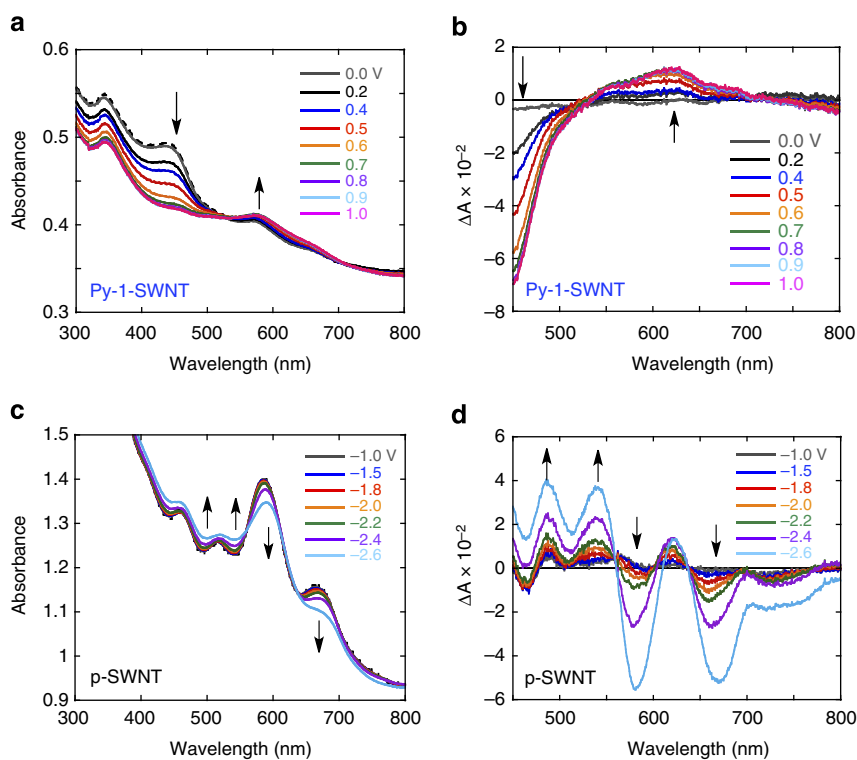 a
Absorbance
0.6
0.5
0.4
0.3
300 400 500 600 700 800
Wavelength (nm)
0.0 V
0.2
0.4
0.5
0.6
0.7
0.8
0.9
1.0
Py-1-SWNT
b
ΔA × 10⁻²
2
0
−2
−4
−6
−8
500 600 700 800
Wavelength (nm)
0.0 V
0.2
0.4
0.5
0.6
0.7
0.8
0.9
1.0
Py-1-SWNT
c
Absorbance
1.5
1.4
1.3
1.2
1.1
1
0.9
300 400 500 600 700 800
Wavelength (nm)
−1.0 V
−1.5
−1.8
−2.0
−2.2
−2.4
−2.6
p-SWNT
d
ΔA × 10⁻²
6
4
2
0
−2
−4
−6
500 600 700 800
Wavelength (nm)
−1.0 V
−1.5
−1.8
−2.0
−2.2
−2.4
−2.6
p-SWNT